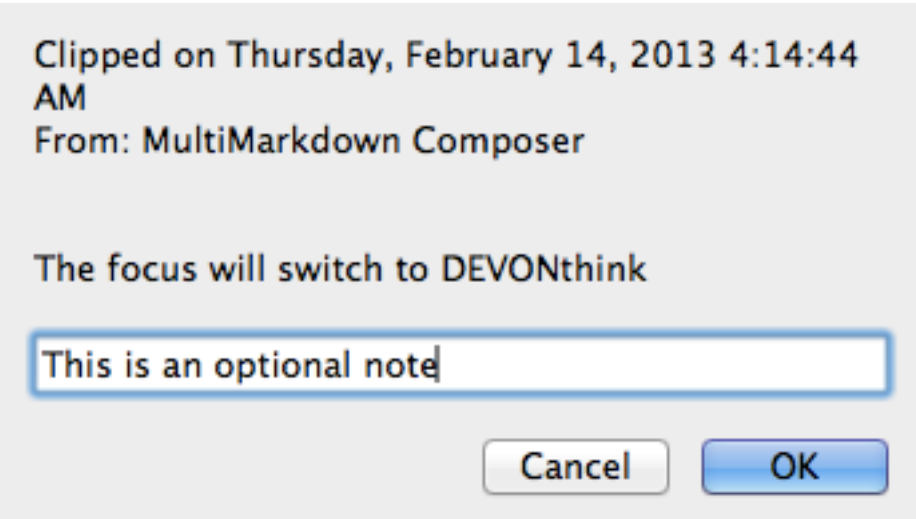 Clipped on Thursday, February 14, 2013 4:14:44
AM
From: MultiMarkdown Composer
The focus will switch to DEVONthink
This is an optional note
Cancel OK